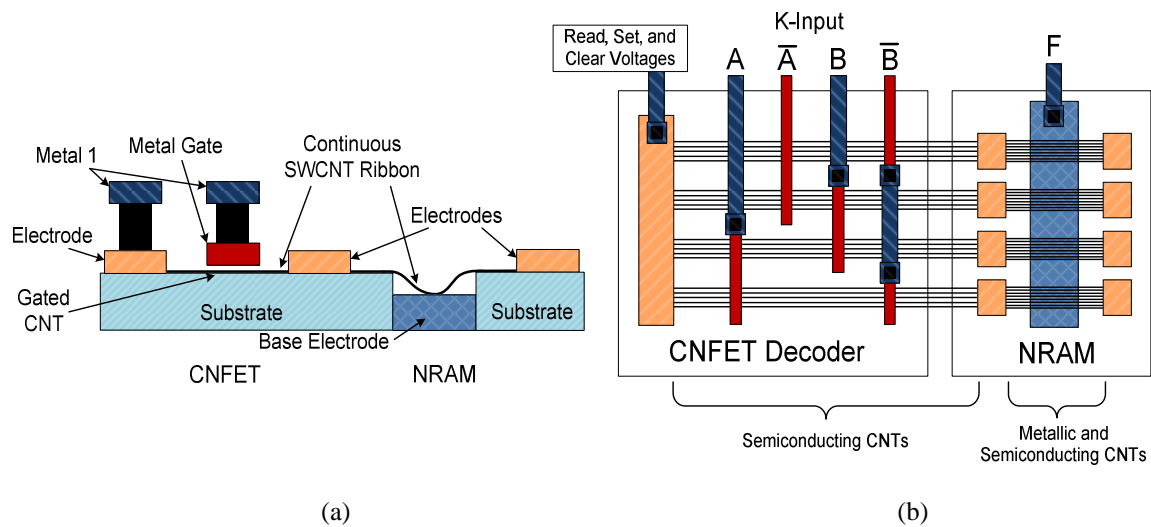 Metal 1
Metal Gate
Continuous
SWCNT Ribbon
Electrodes
Electrode
Gated
CNT
Substrate
Substrate
Base Electrode
CNFET
NRAM
(a)
K-Input
Read, Set, and
Clear Voltages
A
A̅
B
B̅
F
CNFET Decoder
NRAM
Semiconducting CNTs
Metallic and
Semiconducting CNTs
(b)